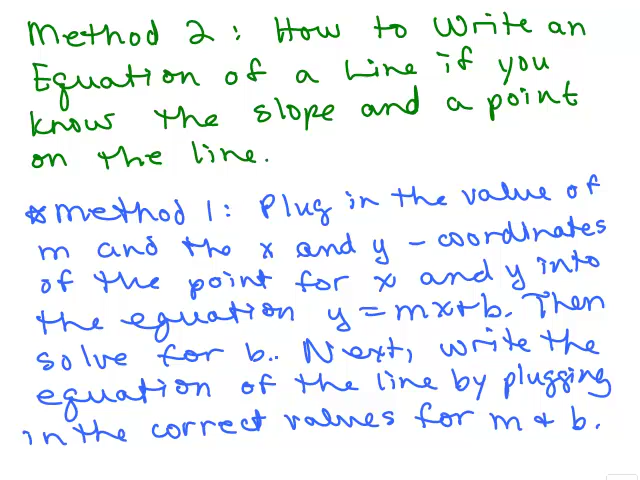 Method 2: How to Write an
Equation of a Line if you
know the slope and a point
on the line.
*Method 1: Plug in the value of
m and the x and y - coordinates
of the point for x and y into
the equation y = mx+b. Then
solve for b.. Next, write the
equation of the line by plugging
in the correct values for m + b.